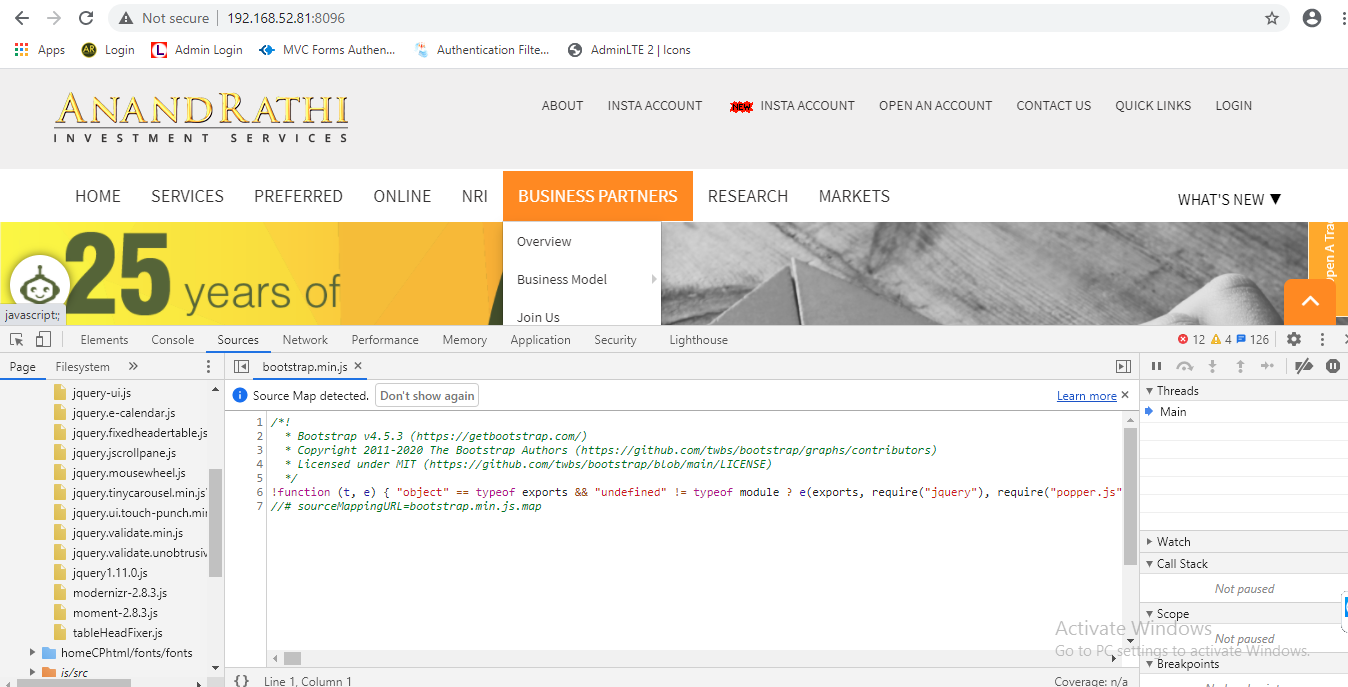 Not secure
192.168.52.81:8096
Apps
Login
Admin Login
MVC Forms Authen...
Authentication Filte...
AdminLTE 2 | Icons
ANANDRATHI
INVESTMENT SERVICES
ABOUT
INSTA ACCOUNT
NEW
INSTA ACCOUNT
OPEN AN ACCOUNT
CONTACT US
QUICK LINKS
LOGIN
HOME
SERVICES
PREFERRED
ONLINE
NRI
BUSINESS PARTNERS
RESEARCH
MARKETS
WHAT'S NEW ▼
25 years of
Overview
Business Model
Join Us
pen A Tra
javascript:;
Elements
Console
Sources
Network
Performance
Memory
Application
Security
Lighthouse
12
4
126
Page
Filesystem
»
bootstrap.min.js ×
jquery-ui.js
jquery.e-calendar.js
jquery.fixedheadertable.js
jquery.jscrollpane.js
jquery.mousewheel.js
jquery.tinycarousel.min.js
jquery.ui.touch-punch.mi
jquery.validate.min.js
jquery.validate.unobtrusiv
jquery1.11.0.js
modernizr-2.8.3.js
moment-2.8.3.js
tableHeadFixer.js
homeCPhtml/fonts/fonts
js/src
Source Map detected.
Don't show again
Learn more ×
1 /*!
2 * Bootstrap v4.5.3 (https://getbootstrap.com/)
3 * Copyright 2011-2020 The Bootstrap Authors (https://github.com/twbs/bootstrap/graphs/contributors)
4 * Licensed under MIT (https://github.com/twbs/bootstrap/blob/main/LICENSE)
5 */
6 !function (t, e) { "object" == typeof exports && "undefined" != typeof module ? e(exports, require("jquery"), require("popper.js"
7 //# sourceMappingURL=bootstrap.min.js.map
{ } Line 1, Column 1
Coverage: n/a
Threads
Main
Watch
Call Stack
Not paused
Scope
Not paused
Breakpoints
Activate Windows
Go to PC settings to activate Windows.